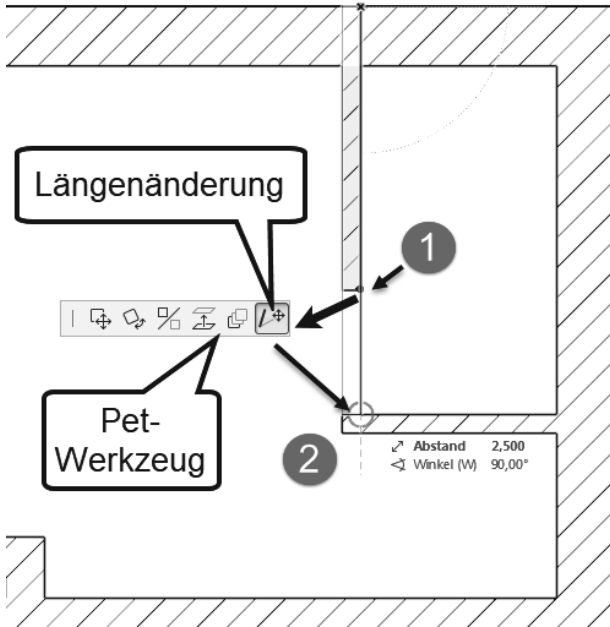 Längenänderung
1
Pet-
Werkzeug
2
Abstand 2,500
Winkel (W) 90,00°